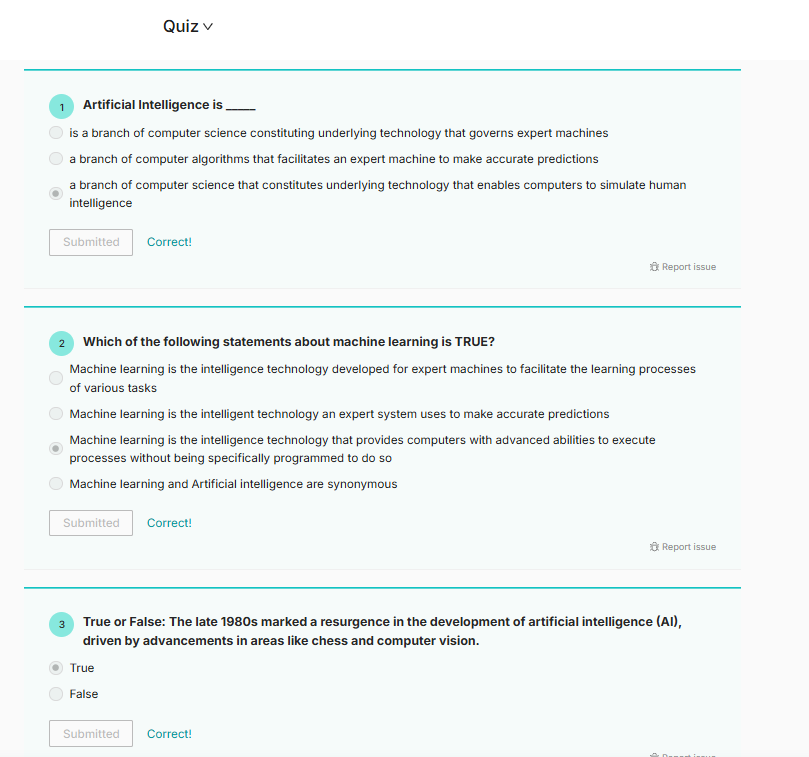 Quiz
1 Artificial Intelligence is _____
is a branch of computer science constituting underlying technology that governs expert machines
a branch of computer algorithms that facilitates an expert machine to make accurate predictions
a branch of computer science that constitutes underlying technology that enables computers to simulate human
intelligence
Submitted Correct!
Report issue
2 Which of the following statements about machine learning is TRUE?
Machine learning is the intelligence technology developed for expert machines to facilitate the learning processes
of various tasks
Machine learning is the intelligent technology an expert system uses to make accurate predictions
Machine learning is the intelligence technology that provides computers with advanced abilities to execute
processes without being specifically programmed to do so
Machine learning and Artificial intelligence are synonymous
Submitted Correct!
Report issue
3 True or False: The late 1980s marked a resurgence in the development of artificial intelligence (AI),
driven by advancements in areas like chess and computer vision.
True
False
Submitted Correct!
Report issue